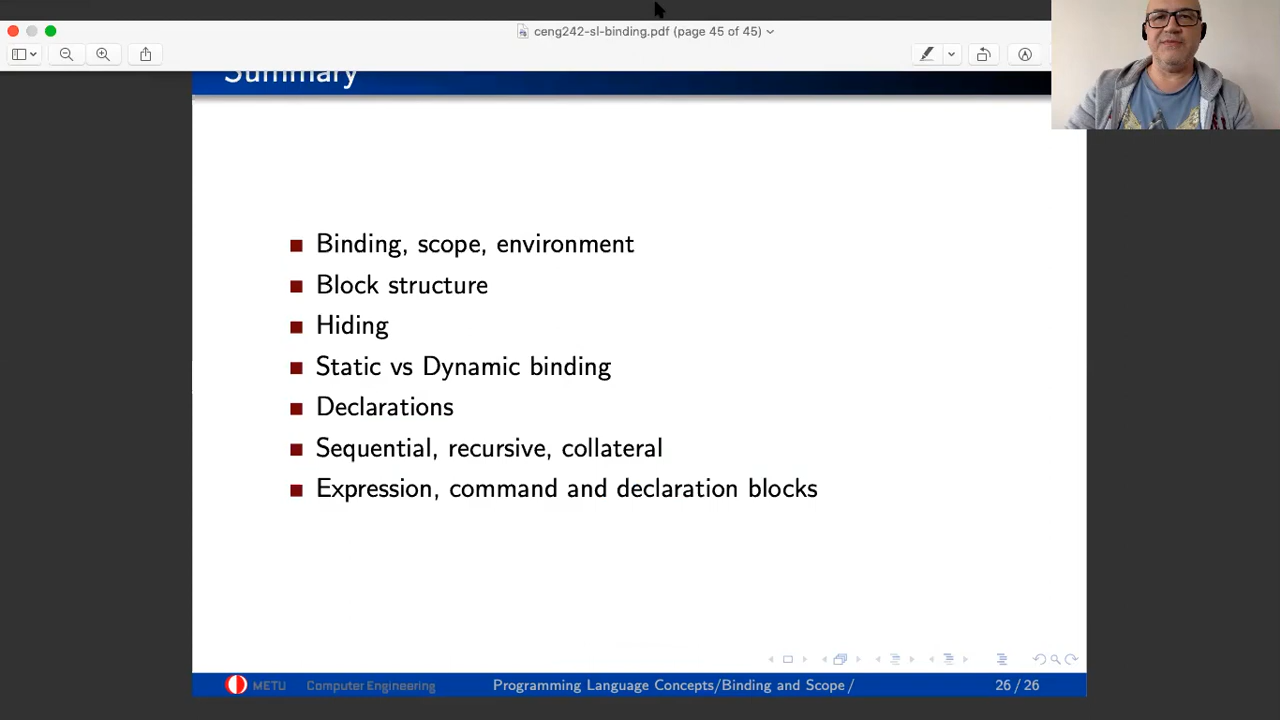 ceng242-sl-binding.pdf (page 45 of 45)
Summary
Binding, scope, environment
Block structure
Hiding
Static vs Dynamic binding
Declarations
Sequential, recursive, collateral
Expression, command and declaration blocks
METU Computer Engineering Programming Language Concepts/Binding and Scope / 26 / 26